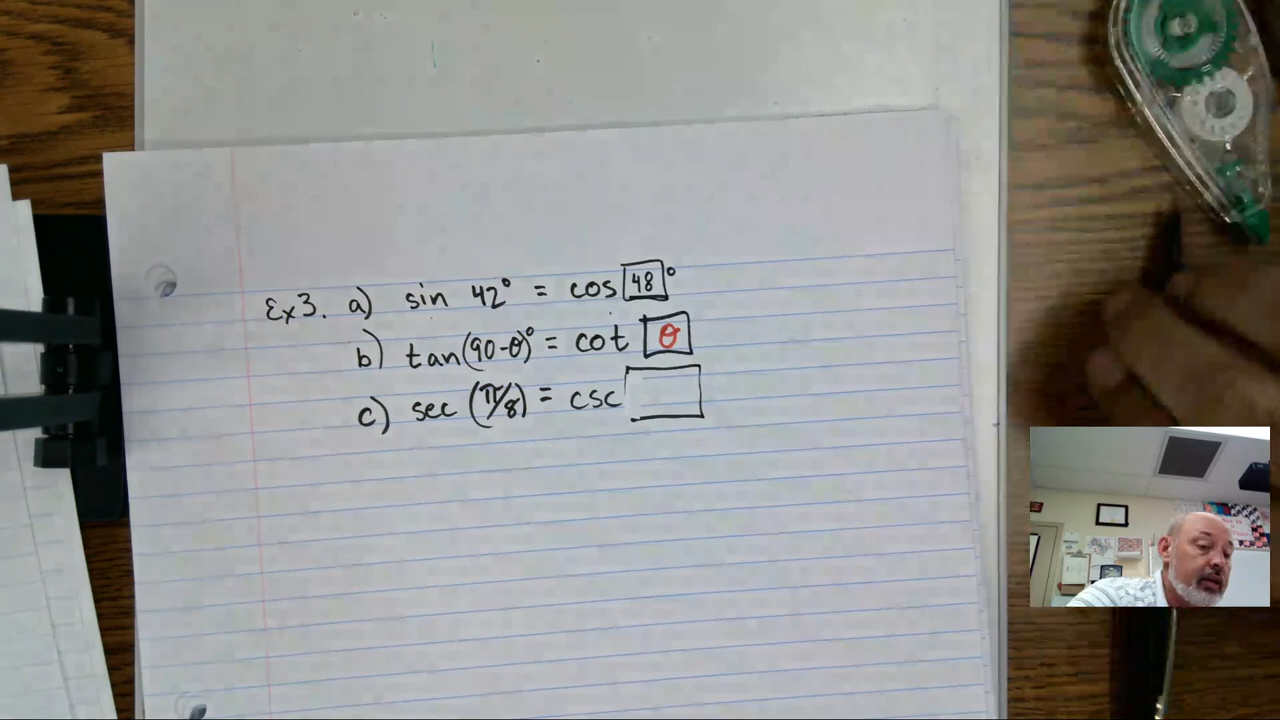 Ex3. a) sin 42° = cos 48°
b) tan(90-θ)° = cot θ
c) sec (π/8) = csc